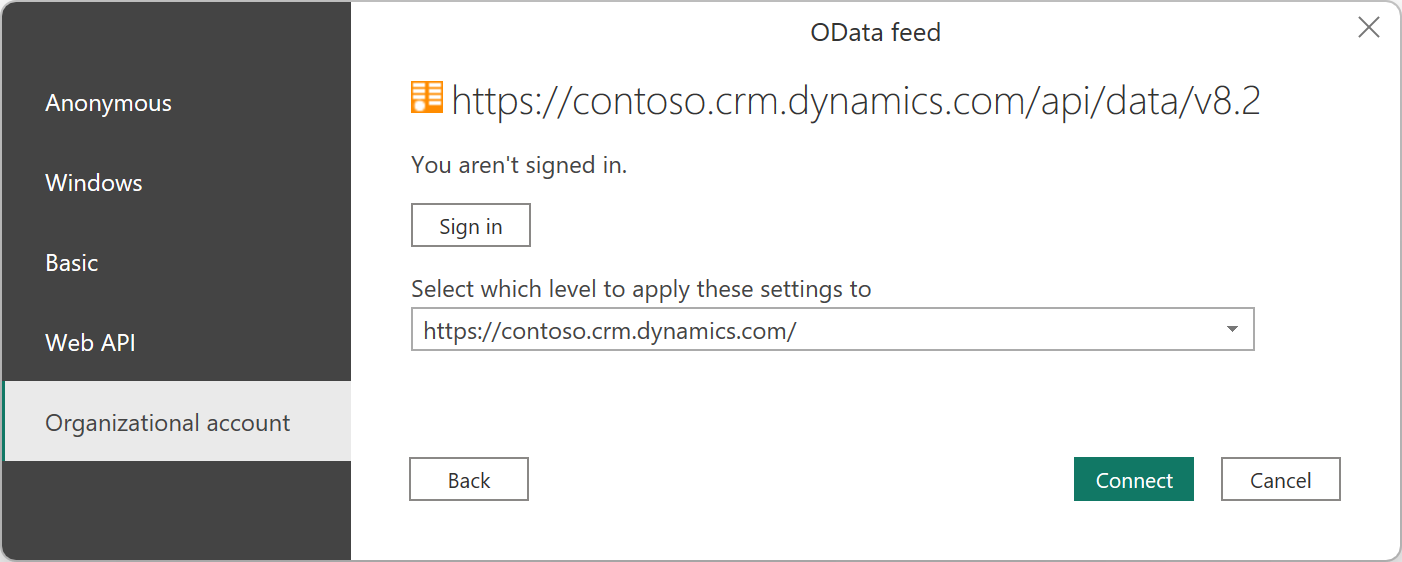 OData feed
Anonymous
Windows
Basic
Web API
Organizational account
https://contoso.crm.dynamics.com/api/data/v8.2
You aren't signed in.
Sign in
Select which level to apply these settings to
https://contoso.crm.dynamics.com/
Back
Connect
Cancel